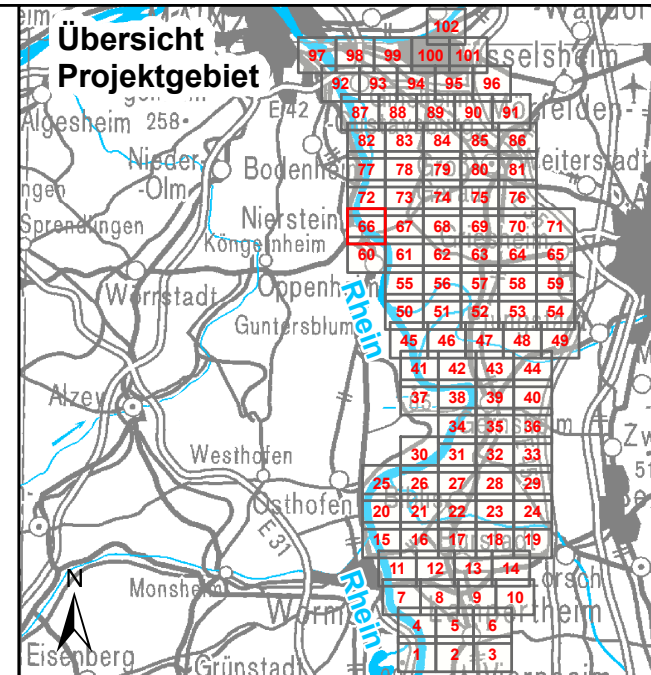 Übersicht
Projektgebiet
102
97 98 99 100 101
sselsheim
92 93 94 95 96
E 42
87 88 89 90 91
Algesheim 258
82 83 84 85 86
Nieder-
-Olm
Bodenheim
77 78 79 80 81
72 73 74 75 76
Nierstein
Sprendlingen
66 67 68 69 70 71
Köngernheim
60 61 62 63 64 65
Wörrstadt
Oppenheim
55 56 57 58 59
Rhein
50 51 52 53 54
Guntersblum
45 46 47 48 49
41 42 43 44
Alzey
37 38 39 40
34 35 36
Westhofen
30 31 32 33
25 26 27 28 29
Osthofen
20 21 22 23 24
E 31
15 16 17 18 19
11 12 13 14
N
Monsheim
Rhein
orsch
7 8 9 10
Worms
4 5 6
Eisenberg
Grünstadt
1 2 3